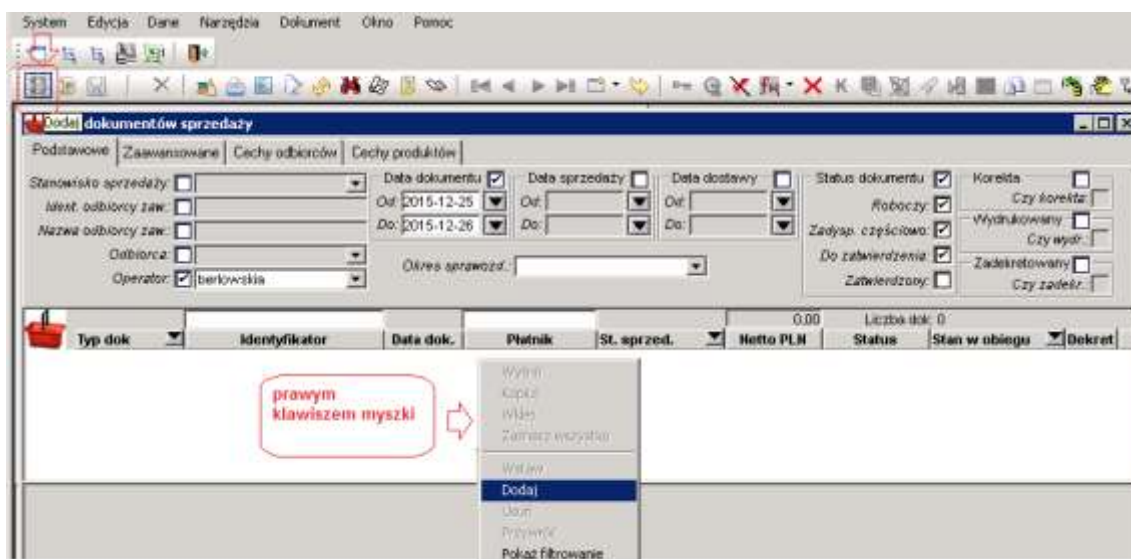 System Edycja Dane Narzędzia Dokument Okno Pomoc
Dodaj dokumentów sprzedaży
Podstawowe Zaawansowane Cechy odbiorców Cechy produktów
Stanowisko sprzedaży: Data dokumentu Data sprzedaży Data dostawy Status dokumentu Korekta
Ident. odbiorcy zaw: Od: 2015-12-25 Od: Od: Roboczy: Czy korekta:
Nazwa odbiorcy zaw: Do: 2015-12-26 Do: Do: Zadysp. częściowo: Wydrukowany
Czy wydr.:
Odbiorca: Okres sprawozd.: Do zatwierdzenia: Zadekretowany
Operator: berlowskia Zatwierdzony: Czy zadekr.:
0.00 Liczba dok: 0
Typ dok Identyfikator Data dok. Płatnik St. sprzed. Netto PLN Status Stan w obiegu Dekret
prawym
klawiszem myszki
Wytnij
Kopiuj
Wklej
Zaznacz wszystko
Wstaw
Dodaj
Usuń
Przywróć
Pokaż filtrowanie